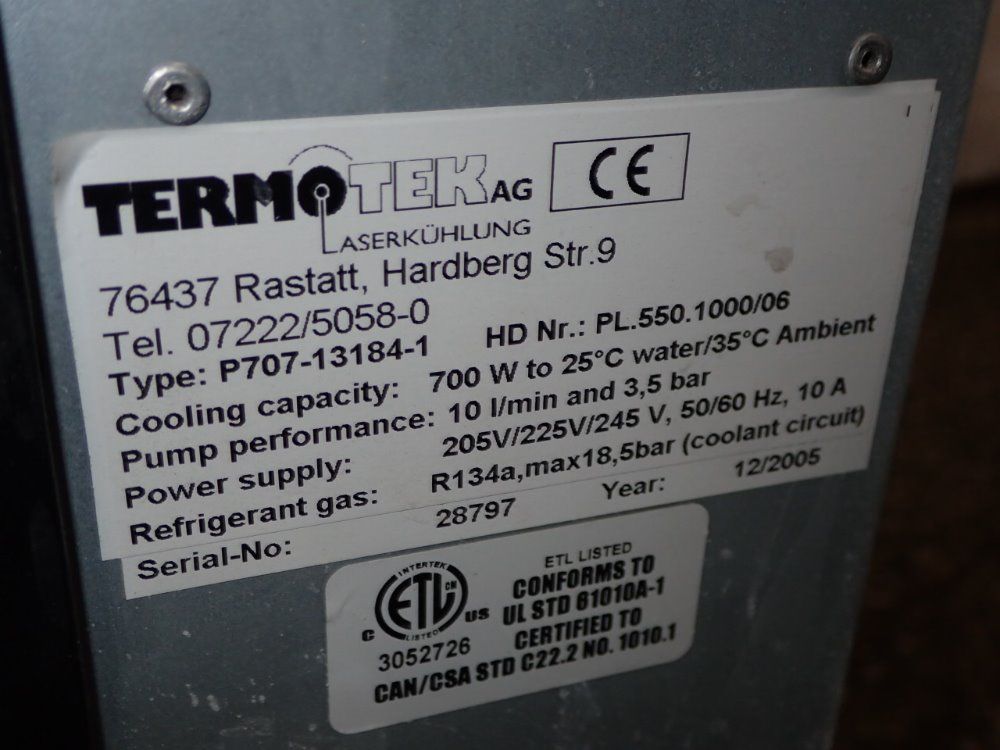 TERMOTEK AG
LASERKÜHLUNG
CE
76437 Rastatt, Hardberg Str.9
Tel. 07222/5058-0
Type: P707-13184-1 HD Nr.: PL.550.1000/06
Cooling capacity: 700 W to 25°C water/35°C Ambient
Pump performance: 10 l/min and 3,5 bar
Power supply: 205V/225V/245 V, 50/60 Hz, 10 A
Refrigerant gas: R134a,max18,5bar (coolant circuit)
Serial-No: 28797 Year: 12/2005
INTERTEK
ETL CM
LISTED
C US
3052726
ETL LISTED
CONFORMS TO
UL STD 61010A-1
CERTIFIED TO
CAN/CSA STD C22.2 NO. 1010.1